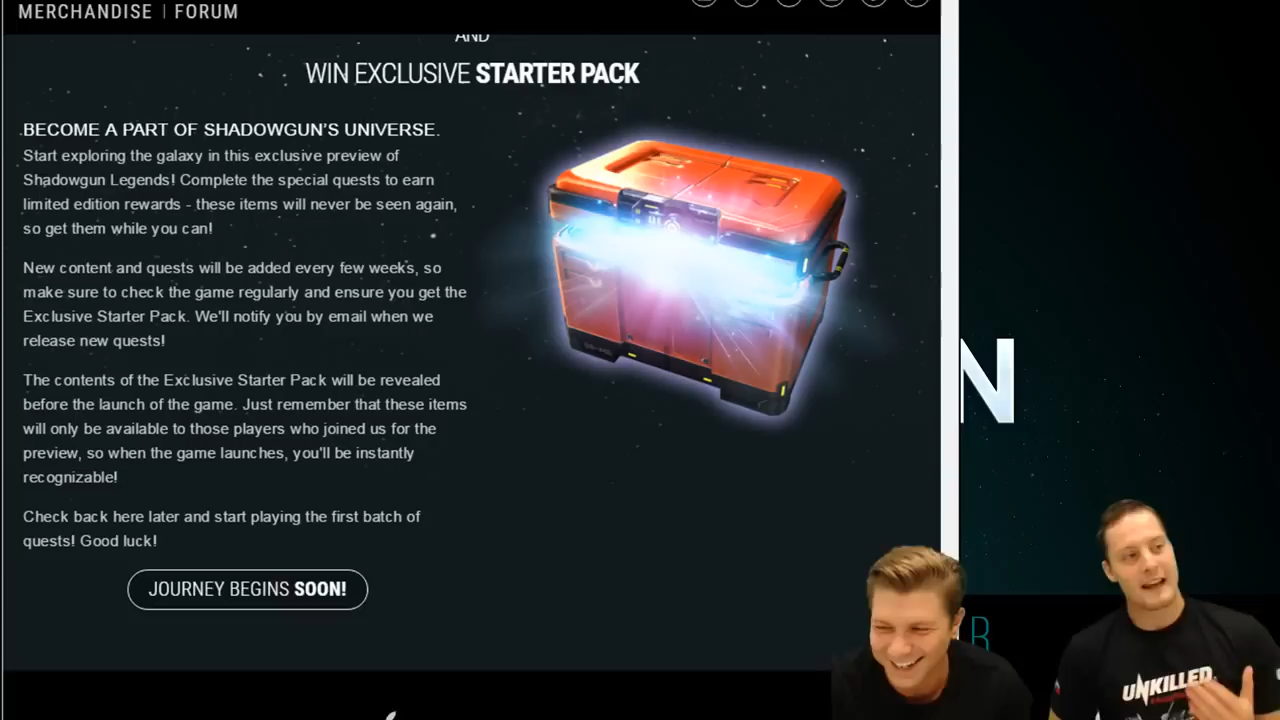 MERCHANDISE | FORUM
AND
WIN EXCLUSIVE STARTER PACK
BECOME A PART OF SHADOWGUN'S UNIVERSE.
Start exploring the galaxy in this exclusive preview of
Shadowgun Legends! Complete the special quests to earn
limited edition rewards - these items will never be seen again,
so get them while you can!
New content and quests will be added every few weeks, so
make sure to check the game regularly and ensure you get the
Exclusive Starter Pack. We'll notify you by email when we
release new quests!
The contents of the Exclusive Starter Pack will be revealed
before the launch of the game. Just remember that these items
will only be available to those players who joined us for the
preview, so when the game launches, you'll be instantly
recognizable!
Check back here later and start playing the first batch of
quests! Good luck!
JOURNEY BEGINS SOON!
N
R
UNKILLED